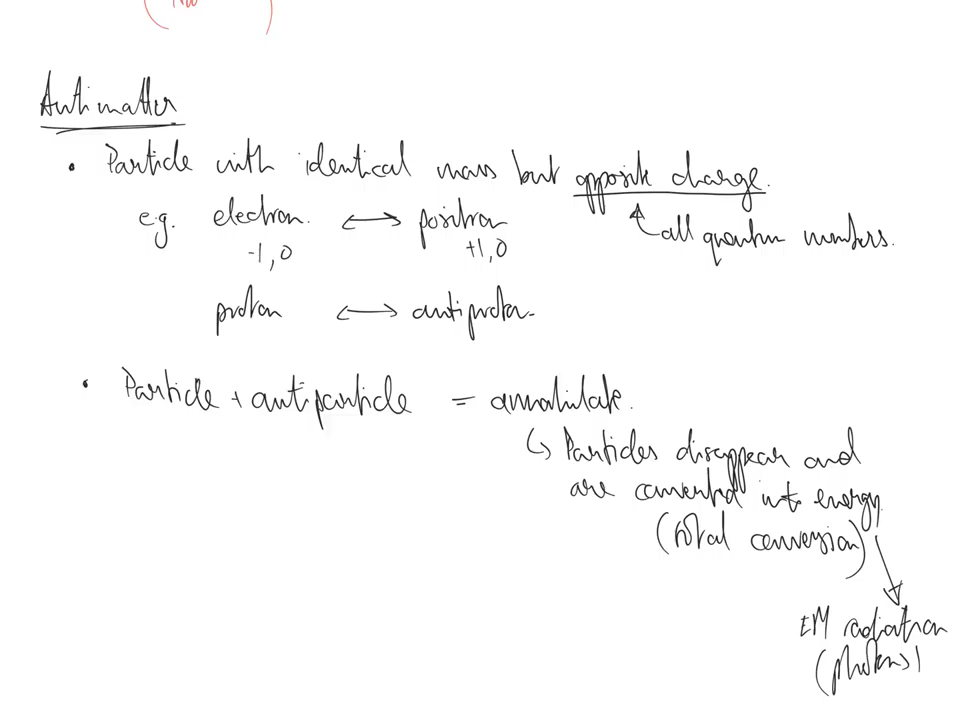 Antimatter
• Particle with identical mass but opposite charge.
e.g. electron. ⟷ positron
all quantum numbers.
-1, 0 +1, 0
proton ⟷ antiproton
• Particle + antiparticle = annahilate.
↳ Particles disappear and
are converted into energy
(total conversion)
EM radiation
(photons)